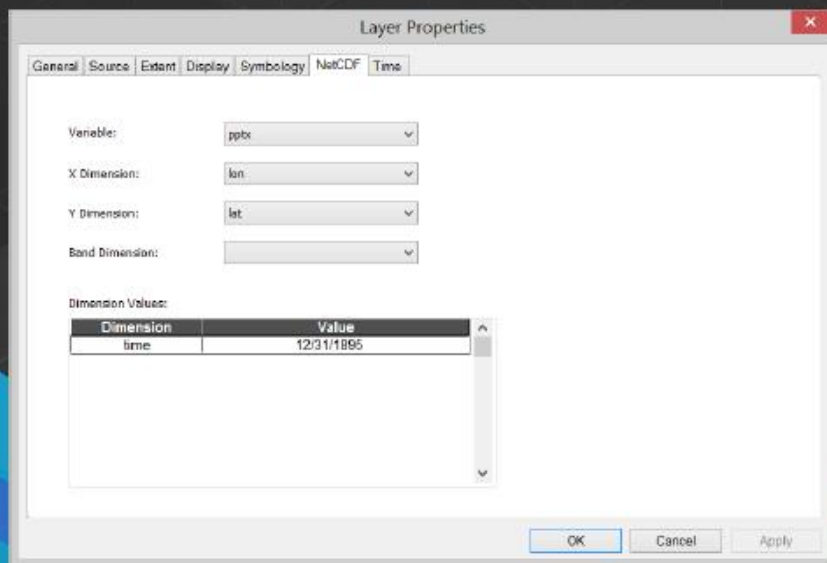 Layer Properties
General Source Extent Display Symbology NetCDF Time
Variable: pptx
X Dimension: lon
Y Dimension: lat
Band Dimension:
Dimension Values:
Dimension Value
time 12/31/1895
OK Cancel Apply